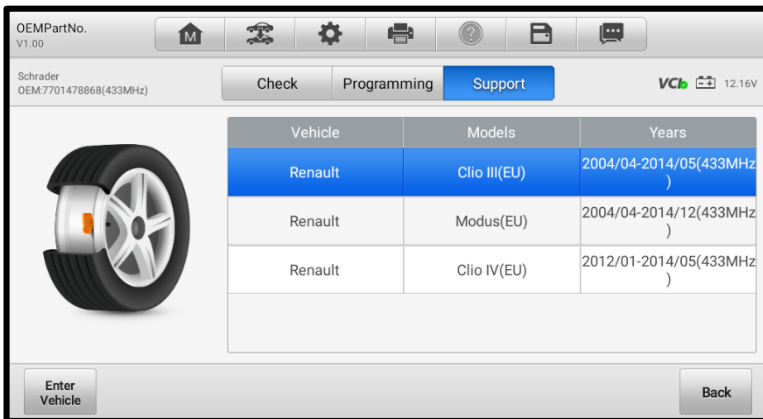 OEMPartNo.
V1.00
M
?
Schrader
OEM:7701478868(433MHz)
Check
Programming
Support
VCI
12.16V
Vehicle Models Years
Renault Clio III(EU) 2004/04-2014/05(433MHz
)
Renault Modus(EU) 2004/04-2014/12(433MHz
)
Renault Clio IV(EU) 2012/01-2014/05(433MHz
)
Enter
Vehicle
Back